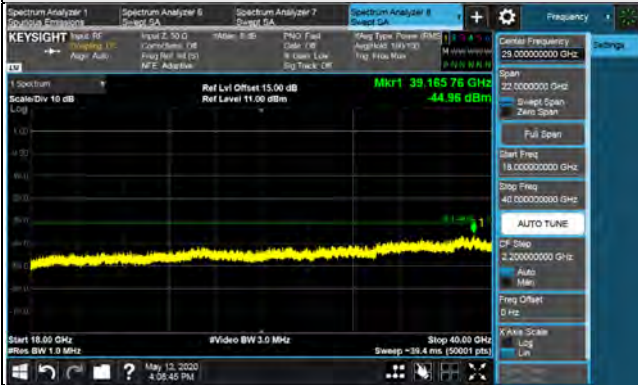 Spectrum Analyzer 1 Spectrum Analyzer 6 Spectrum Analyzer 7 Spectrum Analyzer 8
Spurious Emissions Swept SA Swept SA Swept SA
Frequency
KEYSIGHT Input: RF Input Z: 50 Ω PNO: Fast Avg Type: Power (RMS)
Corrections: Off Gate: Off Avg|Hold: 100/100
Align: Auto Freq Ref: Int (S) IF Gain: Low Trig: Free Run
NFE: Adaptive Sig Track: Off
1 Spectrum
Ref Lvl Offset 15.00 dB
Mkr1 39.165 76 GHz
Scale/Div 10 dB
Ref Level 11.00 dBm
-44.96 dBm
Log
Center Frequency
29.000000000 GHz
Settings
Span
22.0000000 GHz
Swept Span
Zero Span
Full Span
Start Freq
18.000000000 GHz
Stop Freq
40.000000000 GHz
AUTO TUNE
CF Step
2.200000000 GHz
Auto
Man
Freq Offset
0 Hz
X Axis Scale
Log
Lin
Start 18.00 GHz
#Video BW 3.0 MHz
Stop 40.00 GHz
#Res BW 1.0 MHz
Sweep ~39.4 ms (50001 pts)
May 12, 2020
4:08:45 PM